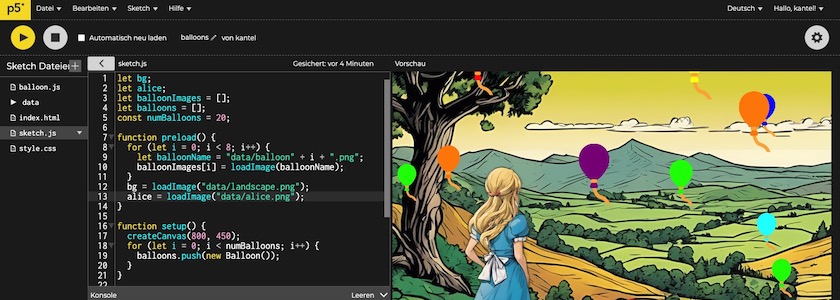 p5* Datei Bearbeiten Sketch Hilfe Deutsch Hallo, kantel!
Automatisch neu laden balloons von kantel
Sketch Dateien + < sketch.js Gesichert: vor 4 Minuten Vorschau
balloon.js
data
index.html
sketch.js
style.css
1 let bg;
2 let alice;
3 let balloonImages = [];
4 let balloons = [];
5 const numBalloons = 20;
6
7 function preload() {
8 for (let i = 0; i < 8; i++) {
9 let balloonName = "data/balloon" + i + ".png";
10 balloonImages[i] = loadImage(balloonName);
11 }
12 bg = loadImage("data/landscape.png");
13 alice = loadImage("data/alice.png");
14 }
15
16 function setup() {
17 createCanvas(800, 450);
18 for (let i = 0; i < numBalloons; i++) {
19 balloons.push(new Balloon());
20 }
21 }
22
Konsole Leeren